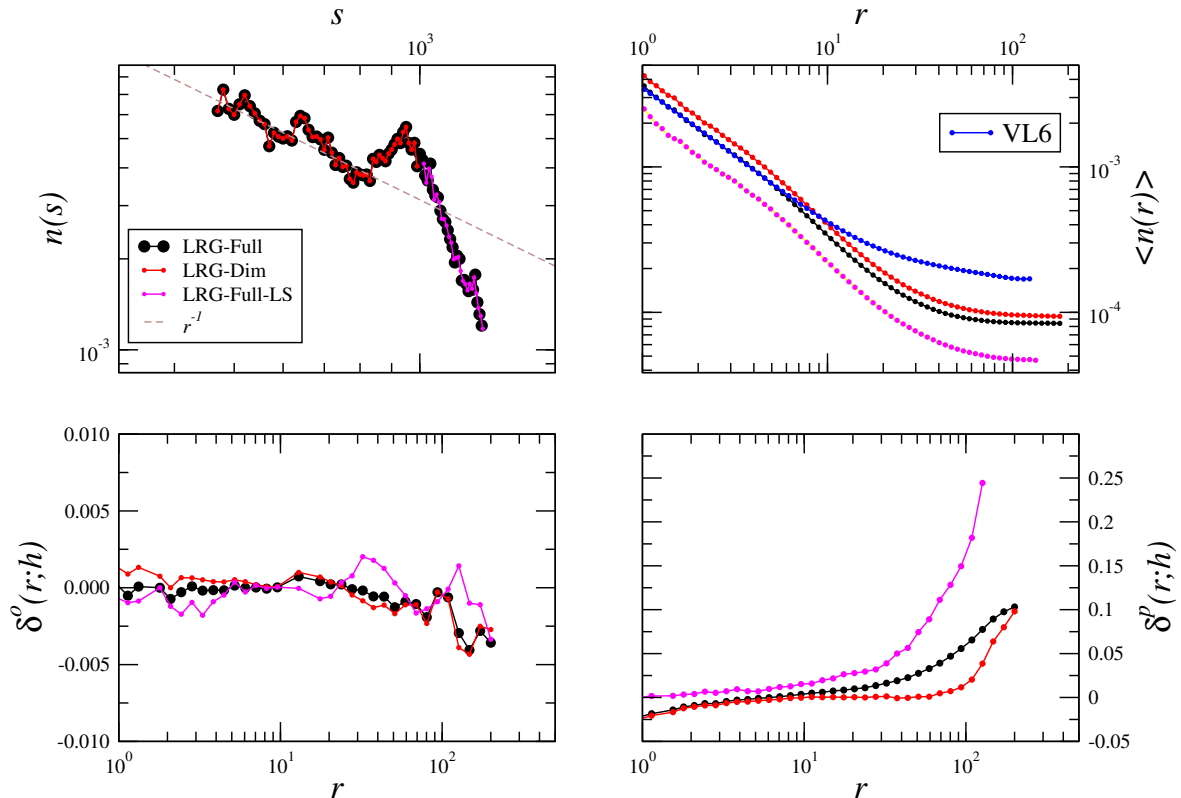 s
r
10^3
10^0
10^1
10^2
n(s)
10^-3
LRG-Full
LRG-Dim
LRG-Full-LS
r^-1
VL6
10^-3
10^-4
<n(r)>
0.010
0.005
0.000
-0.005
-0.010
δ^o(r;h)
10^0
10^1
10^2
r
0.25
0.2
0.15
0.1
0.05
0
-0.05
δ^p(r;h)
10^0
10^1
10^2
r